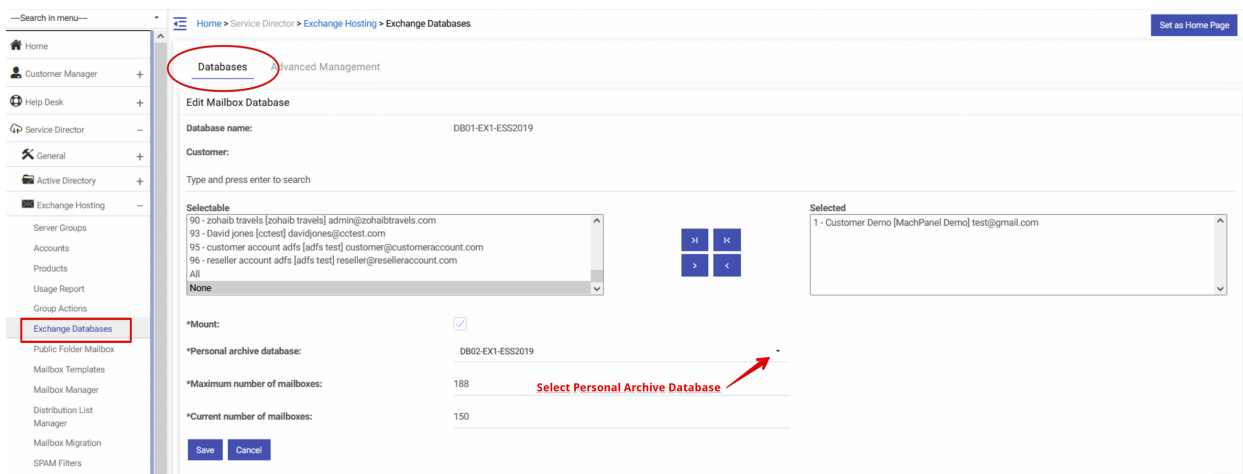 ---Search in menu---
Home > Service Director > Exchange Hosting > Exchange Databases
Set as Home Page
Home
Customer Manager
Help Desk
Service Director
General
Active Directory
Exchange Hosting
Server Groups
Accounts
Products
Usage Report
Group Actions
Exchange Databases
Public Folder Mailbox
Mailbox Templates
Mailbox Manager
Distribution List
Manager
Mailbox Migration
SPAM Filters
Databases
Advanced Management
Edit Mailbox Database
Database name:
DB01-EX1-ESS2019
Customer:
Type and press enter to search
Selectable
90 - zohaib travels [zohaib travels] admin@zohaibtravels.com
93 - David jones [cctest] davidjones@cctest.com
95 - customer account adfs [adfs test] customer@customeraccount.com
96 - reseller account adfs [adfs test] reseller@reselleraccount.com
All
None
Selected
1 - Customer Demo [MachPanel Demo] test@gmail.com
*Mount:
*Personal archive database:
DB02-EX1-ESS2019
*Maximum number of mailboxes:
188
Select Personal Archive Database
*Current number of mailboxes:
150
Save
Cancel